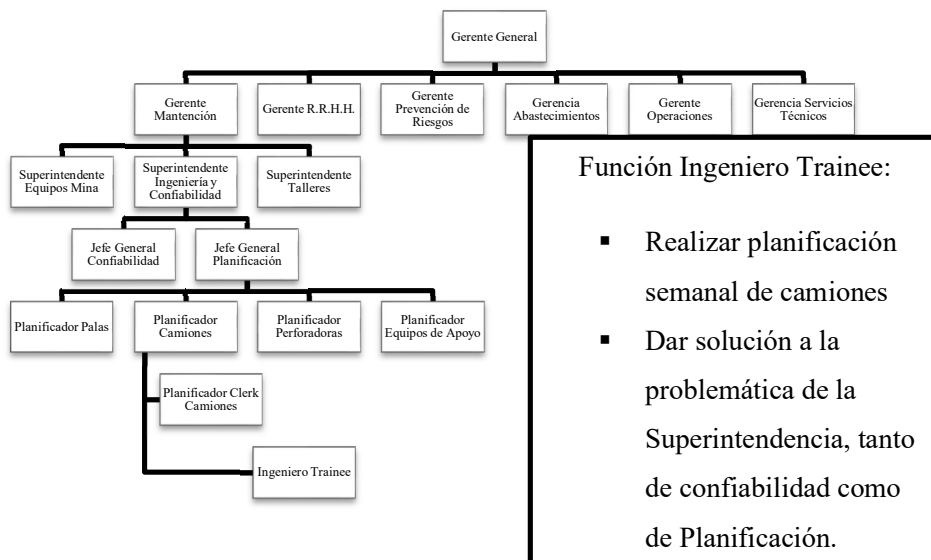 Gerente General
Gerente
Mantención
Gerente R.R.H.H.
Gerente
Prevención de
Riesgos
Gerencia
Abastecimientos
Gerente
Operaciones
Gerencia Servicios
Técnicos
Superintendente
Equipos Mina
Superintendente
Ingeniería y
Confiabilidad
Superintendente
Talleres
Jefe General
Confiabilidad
Jefe General
Planificación
Planificador Palas
Planificador
Camiones
Planificador
Perforadoras
Planificador
Equipos de Apoyo
Planificador Clerk
Camiones
Ingeniero Trainee
Función Ingeniero Trainee:
▪ Realizar planificación
semanal de camiones
▪ Dar solución a la
problemática de la
Superintendencia, tanto
de confiabilidad como
de Planificación.